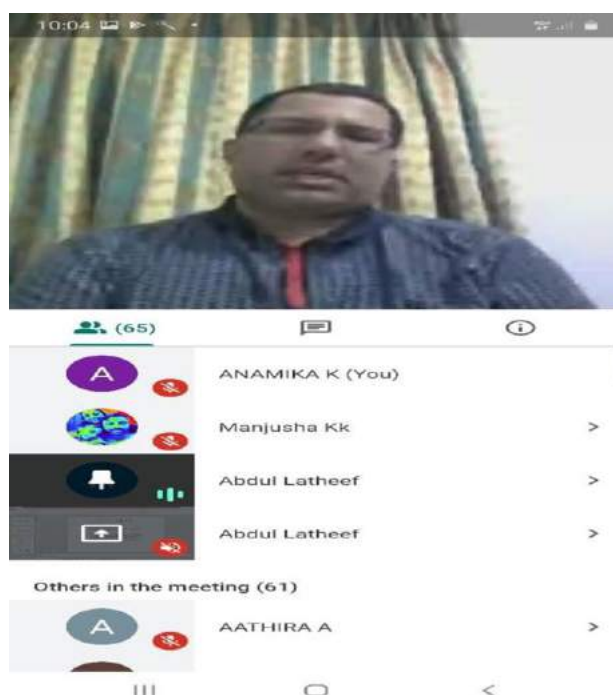 10:04
(65)
A
ANAMIKA K (You)
Manjusha Kk
Abdul Latheef
Abdul Latheef
Others in the meeting (61)
A
AATHIRA A